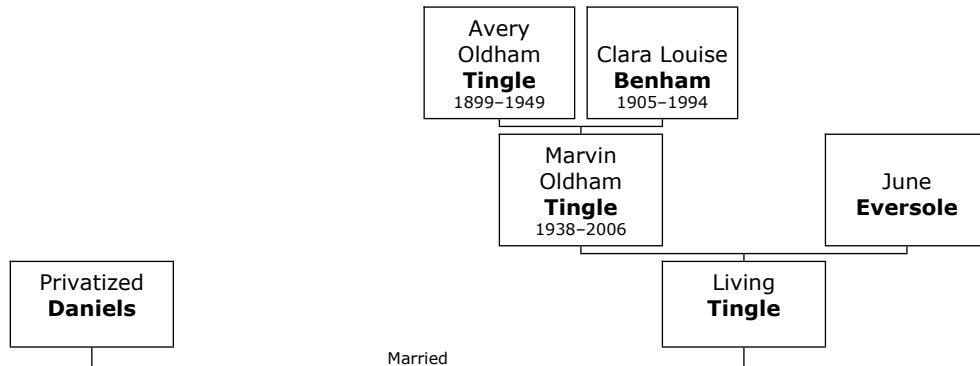 Avery
Oldham
Tingle
1899–1949
Clara Louise
Benham
1905–1994
Marvin
Oldham
Tingle
1938–2006
June
Eversole
Privatized
Daniels
Living
Tingle
Married